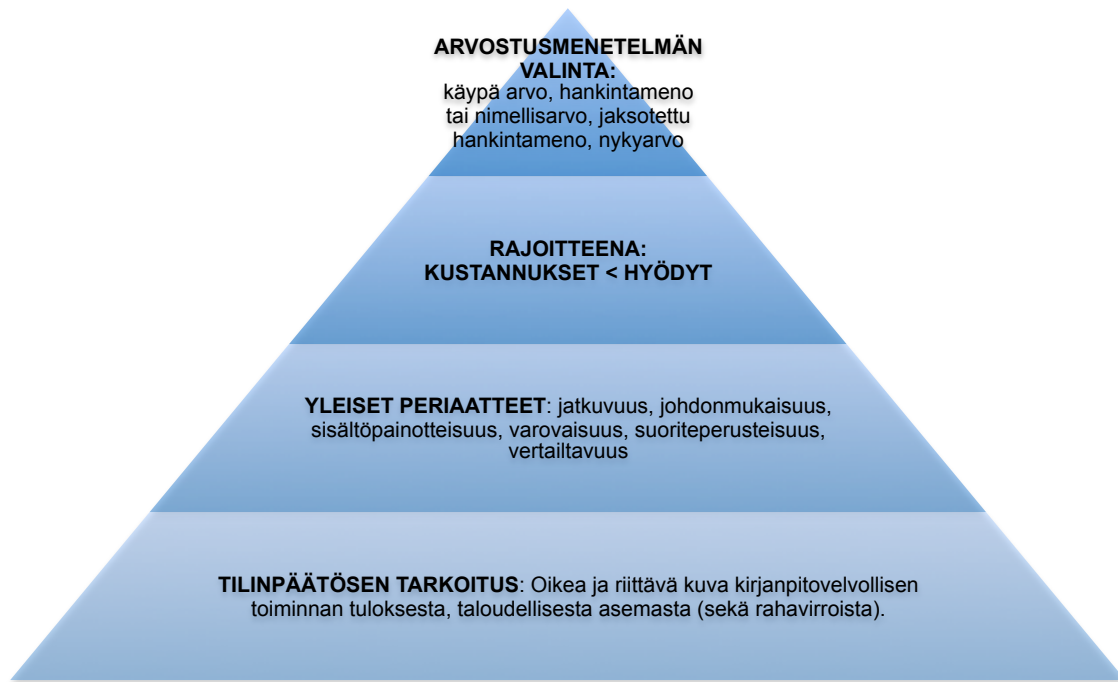 ARVOSTUSMENETELMÄN
VALINTA:
käypä arvo, hankintameno
tai nimellisarvo, jaksotettu
hankintameno, nykyarvo
RAJOITTEENA:
KUSTANNUKSET < HYÖDYT
YLEISET PERIAATTEET: jatkuvuus, johdonmukaisuus,
sisältöpainotteisuus, varovaisuus, suoriteperusteisuus,
vertailtavuus
TILINPÄÄTÖSEN TARKOITUS: Oikea ja riittävä kuva kirjanpitovelvollisen
toiminnan tuloksesta, taloudellisesta asemasta (sekä rahavirroista).